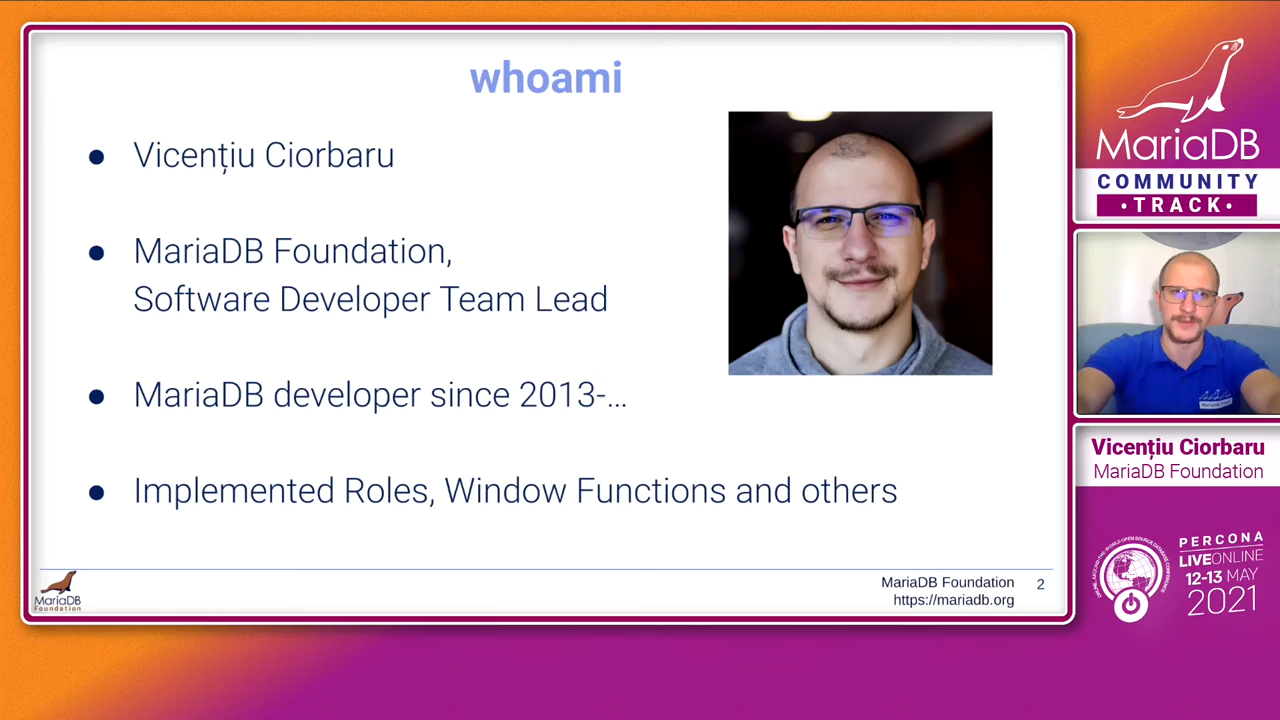 whoami
● Vicențiu Ciorbaru
● MariaDB Foundation,
Software Developer Team Lead
● MariaDB developer since 2013-...
● Implemented Roles, Window Functions and others
MariaDB
Foundation
MariaDB Foundation
https://mariadb.org
2
MariaDB
COMMUNITY
•TRACK•
Vicențiu Ciorbaru
MariaDB Foundation
PERCONA
LIVEONLINE
12-13 MAY
2021